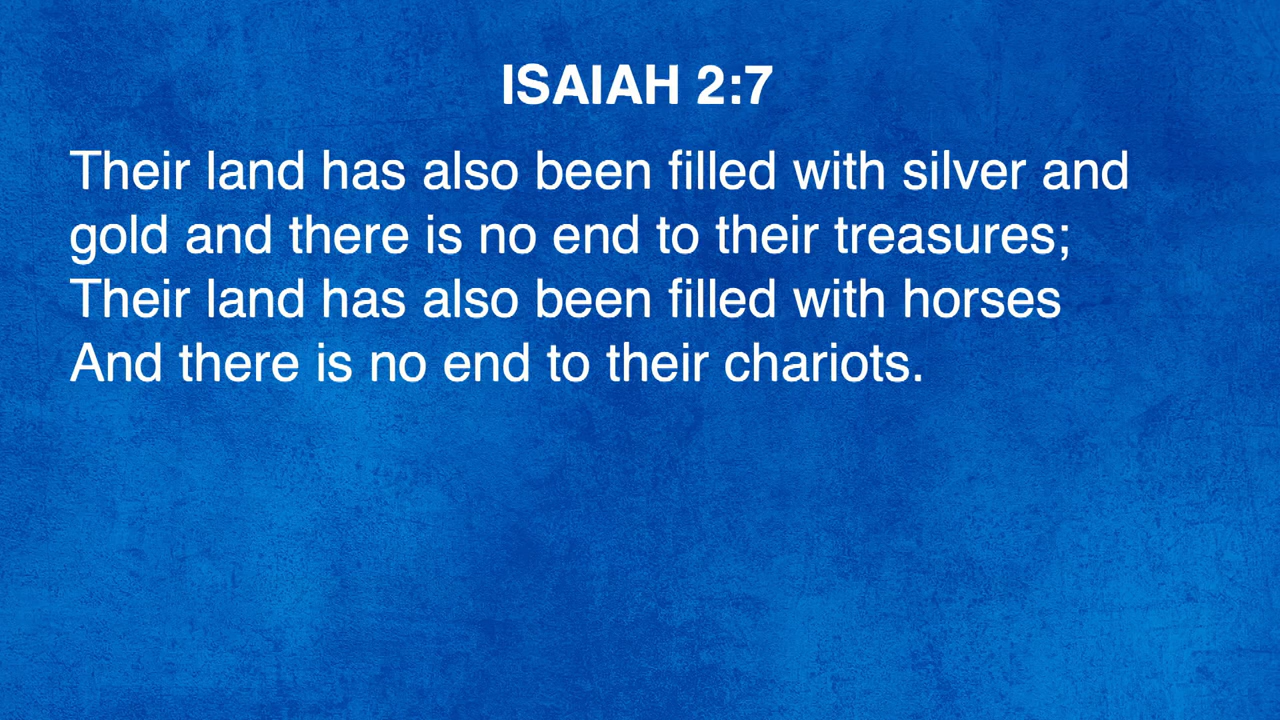 ISAIAH 2:7
Their land has also been filled with silver and
gold and there is no end to their treasures;
Their land has also been filled with horses
And there is no end to their chariots.